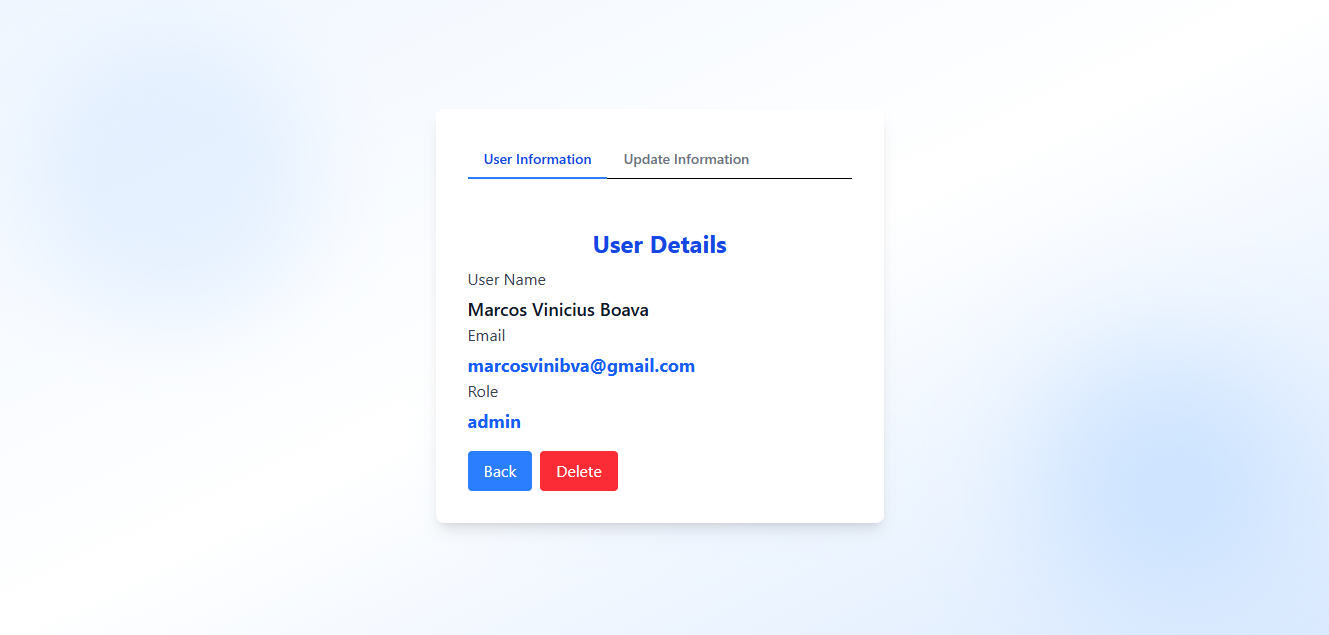 User Information Update Information
User Details
User Name
Marcos Vinicius Boava
Email
marcosvinibva@gmail.com
Role
admin
Back Delete